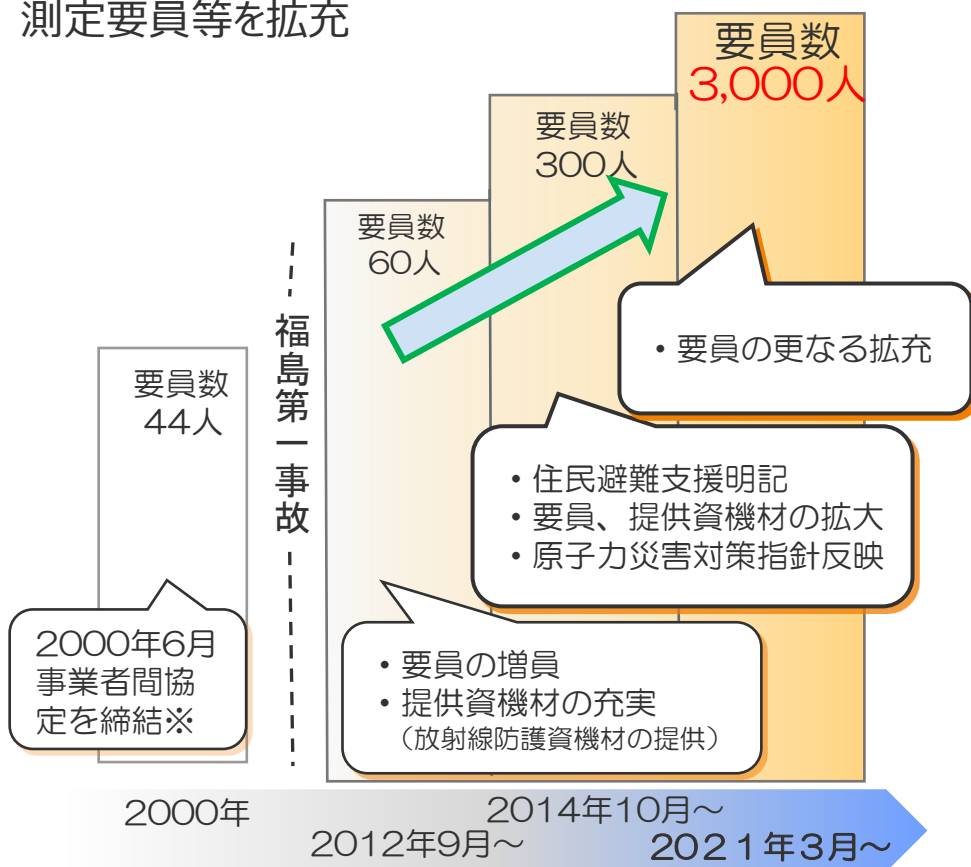 測定要員等を拡充
要員数
44人
2000年6月
事業者間協
定を締結※
福島第一事故
要員数
60人
・要員の増員
・提供資機材の充実
（放射線防護資機材の提供）
要員数
300人
・住民避難支援明記
・要員、提供資機材の拡大
・原子力災害対策指針反映
要員数
3,000人
・要員の更なる拡充
2000年
2012年9月～
2014年10月～
2021年3月～